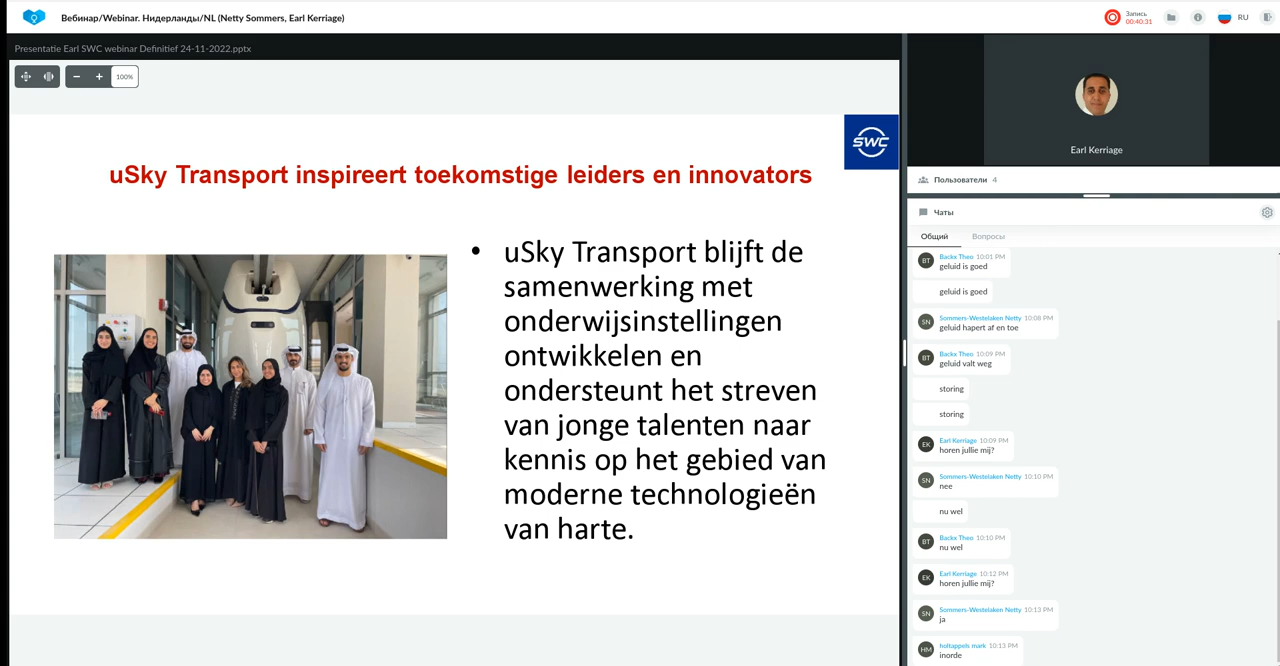 Вебинар/Webinar. Нидерланды/NL (Netty Sommers, Earl Kerriage)
Запись
00:40:31
RU
Presentatie Earl SWC webinar Definitief 24-11-2022.pptx
100%
SWC
uSky Transport inspireert toekomstige leiders en innovators
• uSky Transport blijft de
samenwerking met
onderwijsinstellingen
ontwikkelen en
ondersteunt het streven
van jonge talenten naar
kennis op het gebied van
moderne technologieën
van harte.
Earl Kerriage
Пользователи 4
Чаты
Общий Вопросы
BT Backx Theo 10:01 PM
geluid is goed
geluid is goed
SN Sommers-Westelaken Netty 10:08 PM
geluid hapert af en toe
BT Backx Theo 10:09 PM
geluid valt weg
storing
storing
EK Earl Kerriage 10:09 PM
horen jullie mij?
SN Sommers-Westelaken Netty 10:10 PM
nee
nu wel
BT Backx Theo 10:10 PM
nu wel
EK Earl Kerriage 10:12 PM
horen jullie mij?
SN Sommers-Westelaken Netty 10:13 PM
ja
HM holtappels mark 10:13 PM
inorde